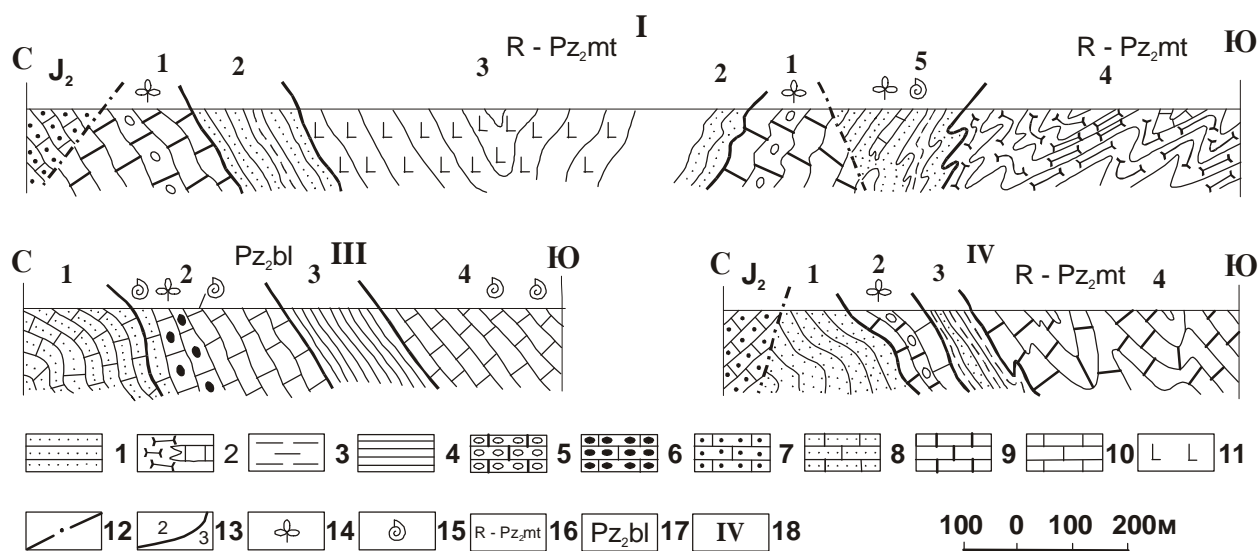 I
С J₂ 1 2 3 R - Pz₂mt 2 1 5 R - Pz₂mt 4 Ю
L L L L L L L L
L L L L L L L L
С 1 2 Pz₂bl III 3 4 Ю
С J₂ 1 2 3 IV R - Pz₂mt 4 Ю
1 2 3 4 5 6 7 8 9 10 L L 11
12 2 3 13 14 15 R - Pz₂mt 16 Pz₂bl 17 IV 18
100 0 100 200м